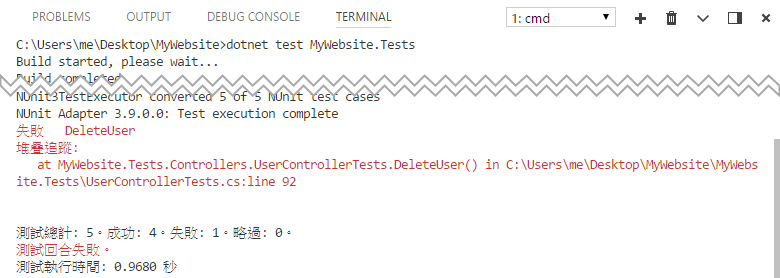 PROBLEMS OUTPUT DEBUG CONSOLE TERMINAL 1: cmd
C:\Users\me\Desktop\MyWebsite>dotnet test MyWebsite.Tests
Build started, please wait...
Build completed
NUnit3TestExecutor converted 5 of 5 NUnit test cases
NUnit Adapter 3.9.0.0: Test execution complete
失敗 DeleteUser
堆疊追蹤:
at MyWebsite.Tests.Controllers.UserControllerTests.DeleteUser() in C:\Users\me\Desktop\MyWebsite\MyWebs
ite.Tests\UserControllerTests.cs:line 92
測試總計: 5。成功: 4。失敗: 1。略過: 0。
測試回合失敗。
測試執行時間: 0.9680 秒